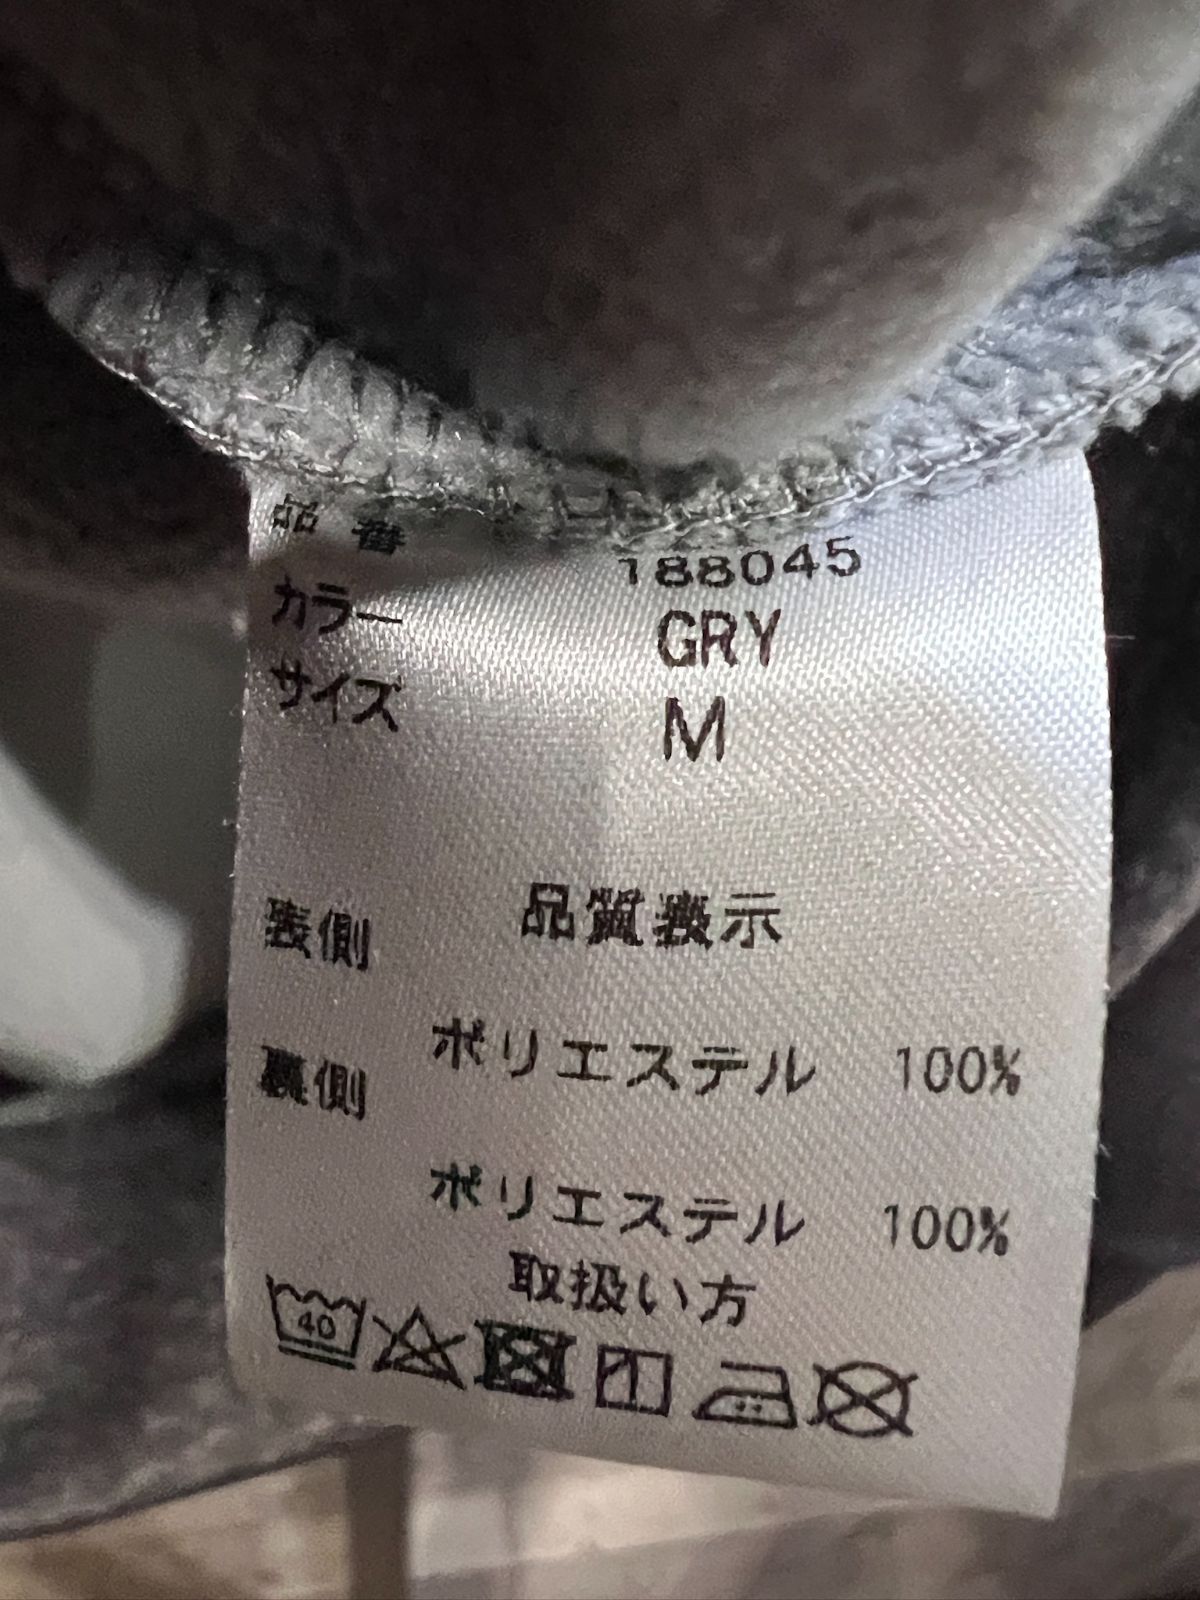 品番 188045
カラー GRY
サイズ M
品質表示
表側
ポリエステル 100%
裏側
ポリエステル 100%
取扱い方
40